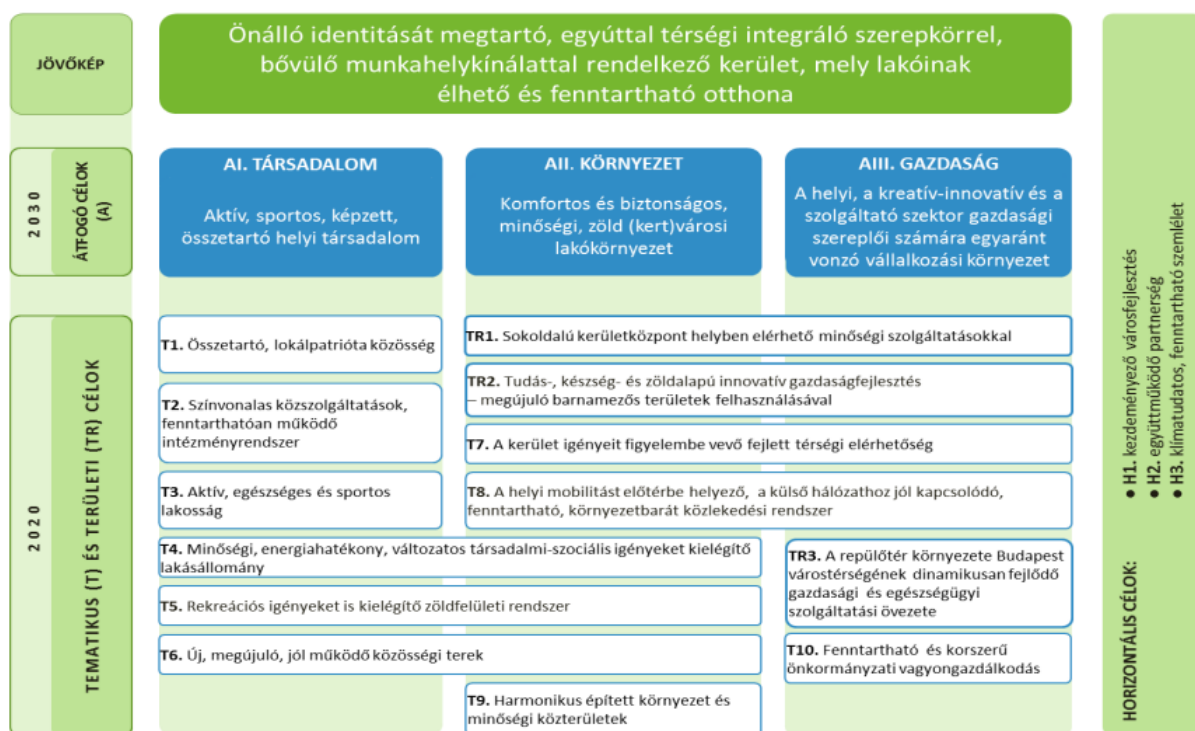 JÖVŐKÉP
Önálló identitását megtartó, egyúttal térségi integráló szerepkörrel,
bővülő munkahelykínálattal rendelkező kerület, mely lakóinak
élhető és fenntartható otthona
2030
ÁTFOGÓ CÉLOK
(A)
AI. TÁRSADALOM
Aktív, sportos, képzett,
összetartó helyi társadalom
AII. KÖRNYEZET
Komfortos és biztonságos,
minőségi, zöld (kert)városi
lakókörnyezet
AIII. GAZDASÁG
A helyi, a kreatív-innovatív és a
szolgáltató szektor gazdasági
szereplői számára egyaránt
vonzó vállalkozási környezet
2020
TEMATIKUS (T) ÉS TERÜLETI (TR) CÉLOK
T1. Összetartó, lokálpatrióta közösség
T2. Színvonalas közszolgáltatások,
fenntarthatóan működő
intézményrendszer
T3. Aktív, egészséges és sportos
lakosság
TR1. Sokoldalú kerületközpont helyben elérhető minőségi szolgáltatásokkal
TR2. Tudás-, készség- és zöldalapú innovatív gazdaságfejlesztés
– megújuló barnamezős területek felhasználásával
T7. A kerület igényeit figyelembe vevő fejlett térségi elérhetőség
T8. A helyi mobilitást előtérbe helyező, a külső hálózathoz jól kapcsolódó,
fenntartható, környezetbarát közlekedési rendszer
T4. Minőségi, energiahatékony, változatos társadalmi-szociális igényeket kielégítő
lakásállomány
T5. Rekreációs igényeket is kielégítő zöldfelületi rendszer
T6. Új, megújuló, jól működő közösségi terek
TR3. A repülőtér környezete Budapest
várostérségének dinamikusan fejlődő
gazdasági és egészségügyi
szolgáltatási övezete
T10. Fenntartható és korszerű
önkormányzati vagyongazdálkodás
T9. Harmonikus épített környezet és
minőségi közterületek
HORIZONTÁLIS CÉLOK:
● H1. kezdeményező városfejlesztés
● H2. együttműködő partnerség
● H3. klímatudatos, fenntartható szemlélet